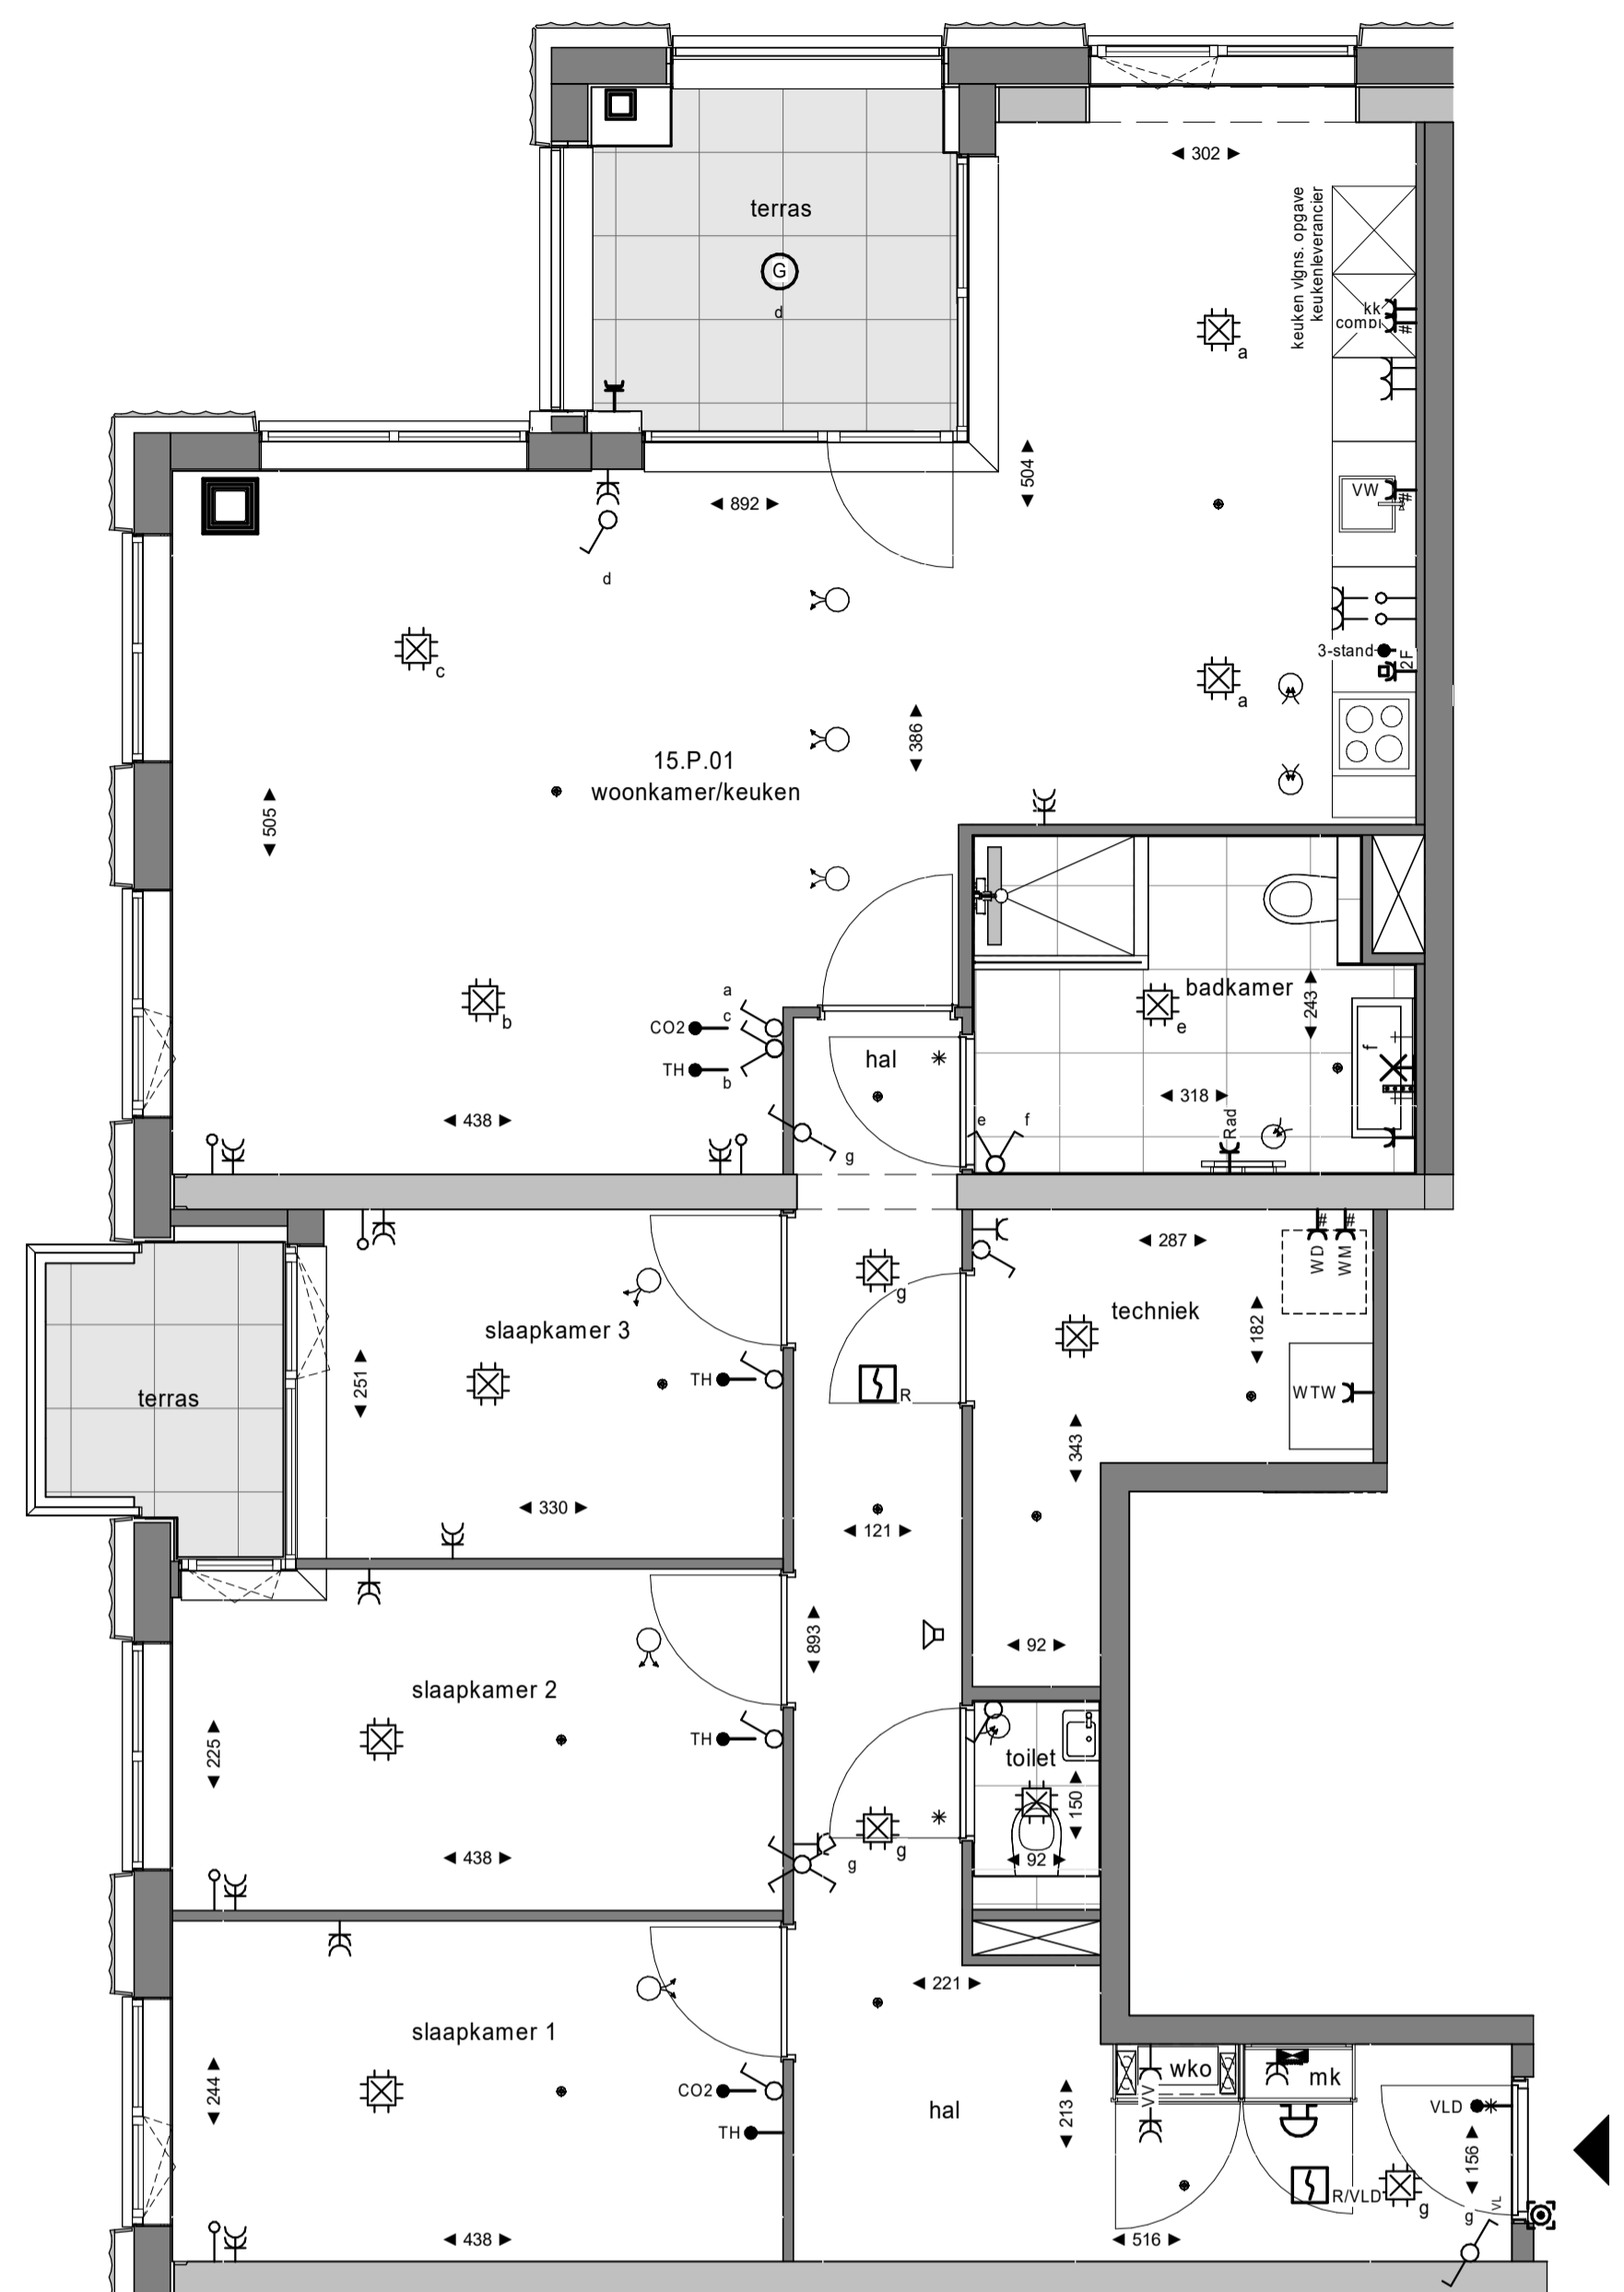 ◄ 302 ►
terras
G
d
keuken vlgns. opgave
keukenleverancier
kk
combi
#
a
◄ 504 ►
◄ 892 ►
VW
#
d
c
3-stand
2F
a
◄ 386 ►
15.P.01
woonkamer/keuken
◄ 505 ►
badkamer
◄ 243 ►
e
f
a
c
b
CO2
TH
b
hal
*
◄ 318 ►
◄ 438 ►
Rad
e
f
g
◄ 287 ►
#
#
WD
WM
g
techniek
◄ 182 ►
slaapkamer 3
◄ 251 ►
TH
R
WTW
terras
◄ 343 ►
◄ 330 ►
◄ 121 ►
◄ 893 ►
◄ 92 ►
slaapkamer 2
◄ 225 ►
TH
toilet
◄ 150 ►
*
g
g
◄ 438 ►
◄ 92 ►
◄ 221 ►
slaapkamer 1
◄ 244 ►
CO2
TH
hal
◄ 213 ►
wko
mk
VV
VLD
*
◄ 156 ►
R/VLD
g
g
VL
◄ 438 ►
◄ 516 ►